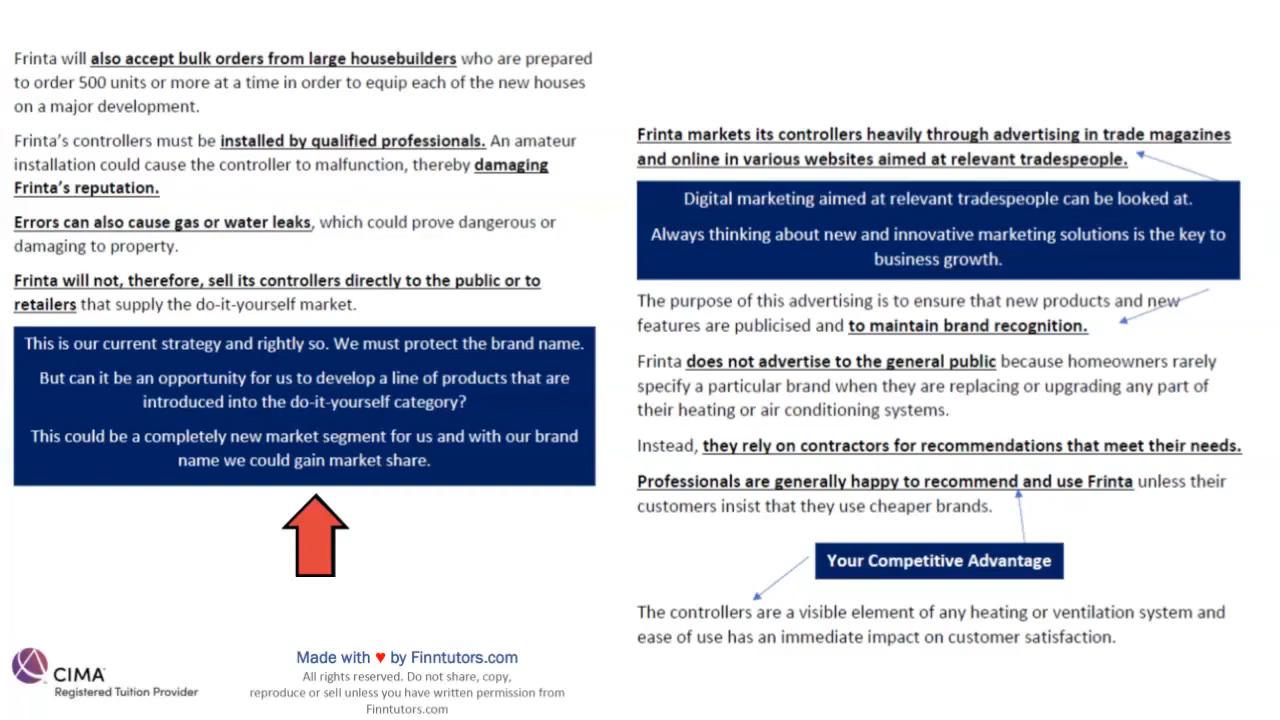 Frinta will also accept bulk orders from large housebuilders who are prepared
to order 500 units or more at a time in order to equip each of the new houses
on a major development.
Frinta's controllers must be installed by qualified professionals. An amateur
installation could cause the controller to malfunction, thereby damaging
Frinta's reputation.
Errors can also cause gas or water leaks, which could prove dangerous or
damaging to property.
Frinta will not, therefore, sell its controllers directly to the public or to
retailers that supply the do-it-yourself market.
This is our current strategy and rightly so. We must protect the brand name.
But can it be an opportunity for us to develop a line of products that are
introduced into the do-it-yourself category?
This could be a completely new market segment for us and with our brand
name we could gain market share.
CIMA
Registered Tuition Provider
Made with ♥ by Finntutors.com
All rights reserved. Do not share, copy,
reproduce or sell unless you have written permission from
Finntutors.com
Frinta markets its controllers heavily through advertising in trade magazines
and online in various websites aimed at relevant tradespeople.
Digital marketing aimed at relevant tradespeople can be looked at.
Always thinking about new and innovative marketing solutions is the key to
business growth.
The purpose of this advertising is to ensure that new products and new
features are publicised and to maintain brand recognition.
Frinta does not advertise to the general public because homeowners rarely
specify a particular brand when they are replacing or upgrading any part of
their heating or air conditioning systems.
Instead, they rely on contractors for recommendations that meet their needs.
Professionals are generally happy to recommend and use Frinta unless their
customers insist that they use cheaper brands.
Your Competitive Advantage
The controllers are a visible element of any heating or ventilation system and
ease of use has an immediate impact on customer satisfaction.